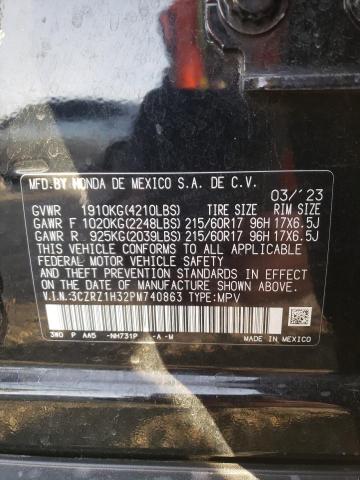 MFD.BY HONDA DE MEXICO S.A. DE C.V.
03/'23
GVWR 1910KG(4210LBS) TIRE SIZE RIM SIZE
GAWR F 1020KG(2248LBS) 215/60R17 96H 17X6.5J
GAWR R 925KG(2039LBS) 215/60R17 96H 17X6.5J
THIS VEHICLE CONFORMS TO ALL APPLICABLE
FEDERAL MOTOR VEHICLE SAFETY
AND THEFT PREVENTION STANDARDS IN EFFECT
ON THE DATE OF MANUFACTURE SHOWN ABOVE.
V.I.N.:3CZRZ1H32PM740863 TYPE:MPV
3W0 P AA5 -NH731P -A -W MADE IN MEXICO